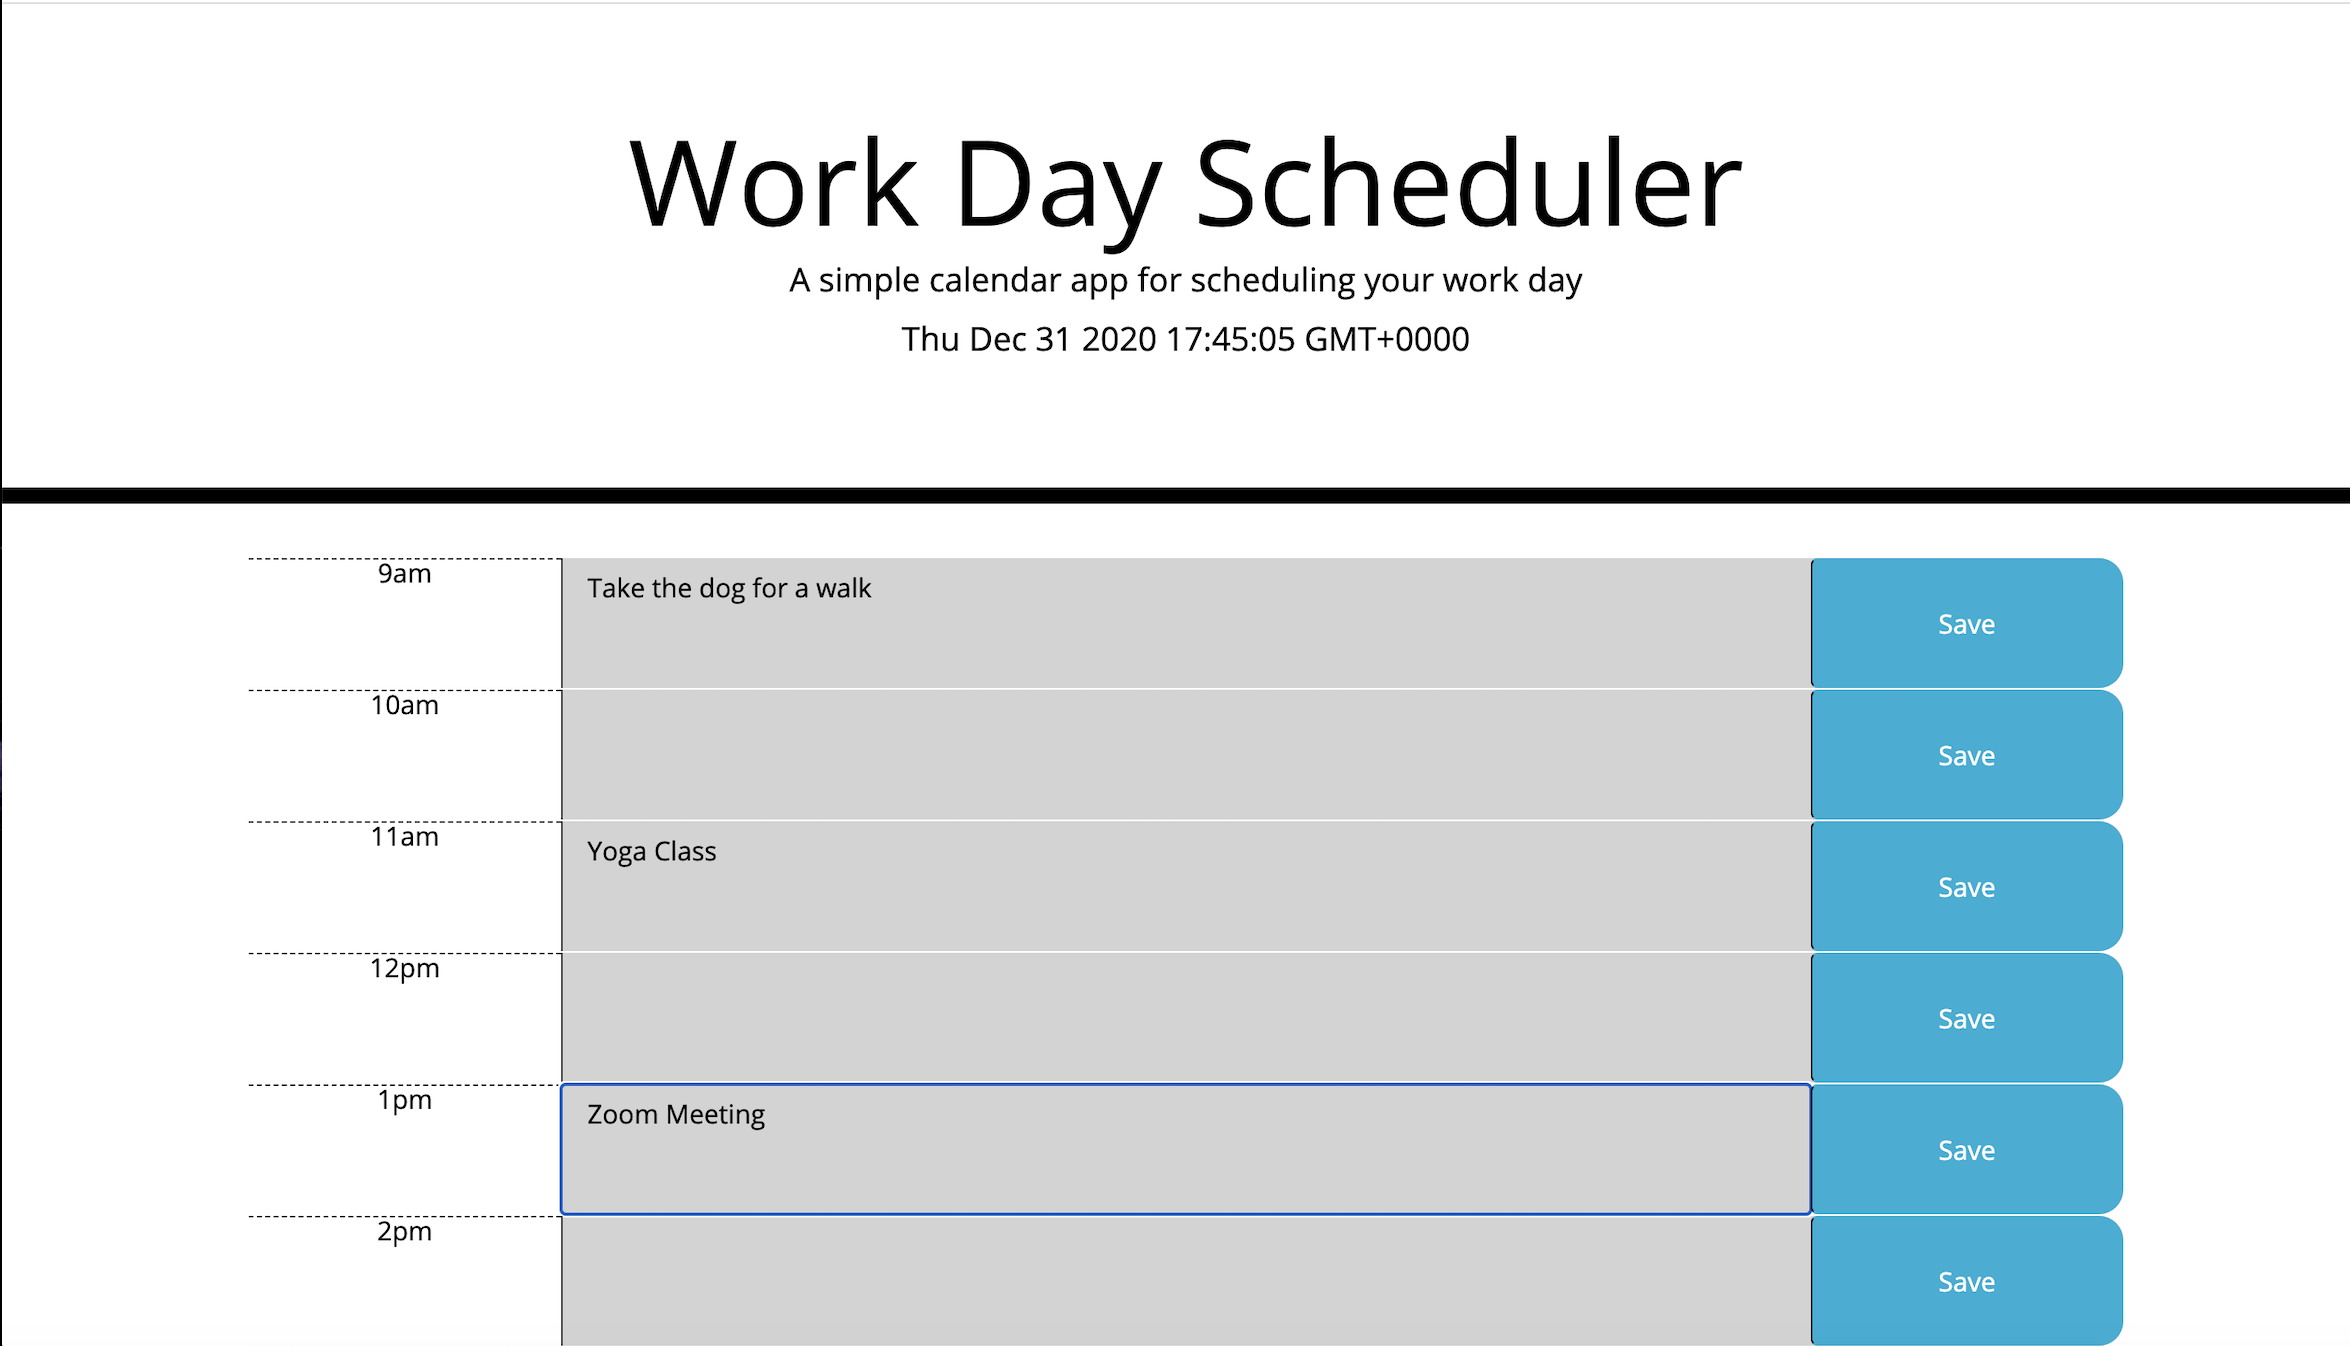 Work Day Scheduler
A simple calendar app for scheduling your work day
Thu Dec 31 2020 17:45:05 GMT+0000
9am
Take the dog for a walk
Save
10am
Save
11am
Yoga Class
Save
12pm
Save
1pm
Zoom Meeting
Save
2pm
Save